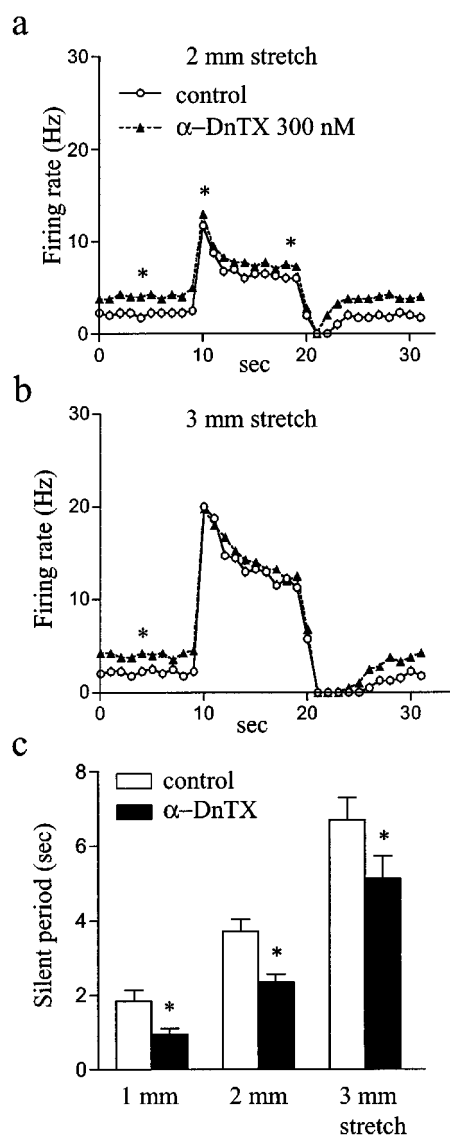 a
2 mm stretch
control
α–DnTX 300 nM
Firing rate (Hz)
30
20
10
0
*
*
*
0 10 20 30
sec
b
3 mm stretch
Firing rate (Hz)
30
20
10
0
*
0 10 20 30
sec
c
control
α–DnTX
Silent period (sec)
8
6
4
2
0
*
*
*
1 mm 2 mm 3 mm
stretch